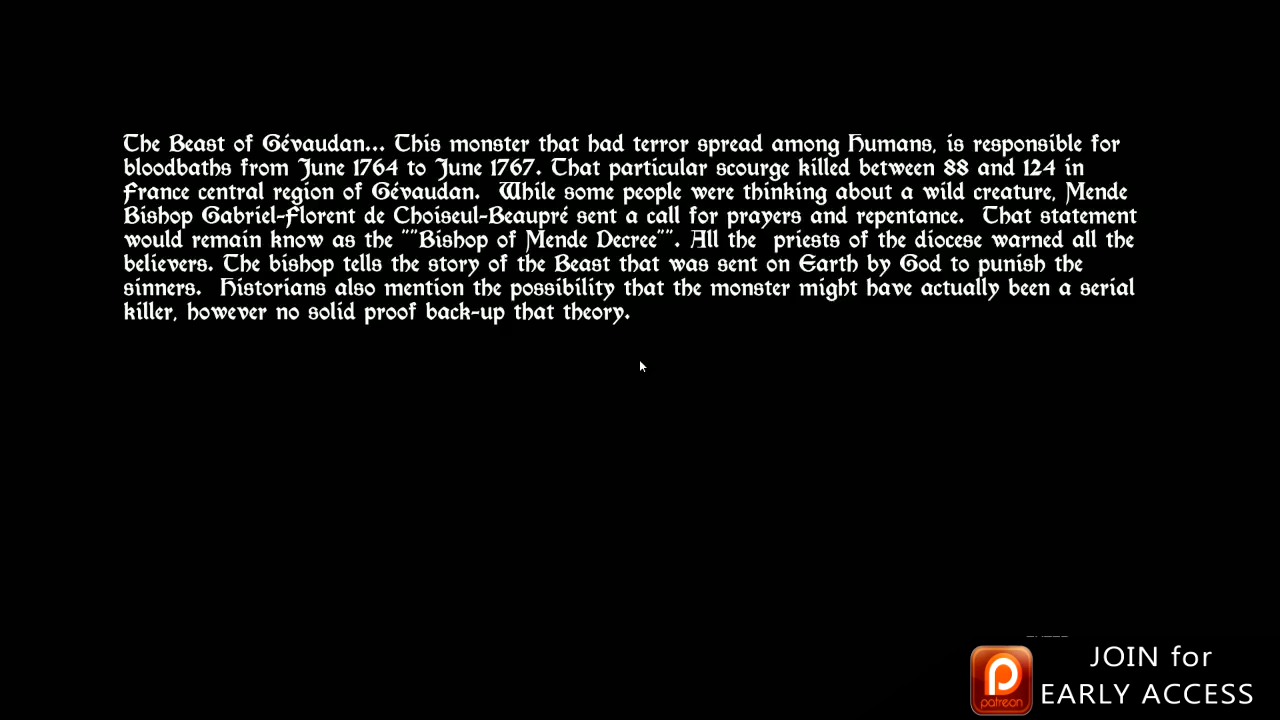 The Beast of Gévaudan... This monster that had terror spread among Humans, is responsible for
bloodbaths from June 1764 to June 1767. That particular scourge killed between 88 and 124 in
France central region of Gévaudan.  While some people were thinking about a wild creature, Mende
Bishop Gabriel-Florent de Choiseul-Beaupré sent a call for prayers and repentance.  That statement
would remain know as the ""Bishop of Mende Decree"". All the  priests of the diocese warned all the
believers. The bishop tells the story of the Beast that was sent on Earth by God to punish the
sinners.  Historians also mention the possibility that the monster might have actually been a serial
killer, however no solid proof back-up that theory.
JOIN for
EARLY ACCESS
patreon